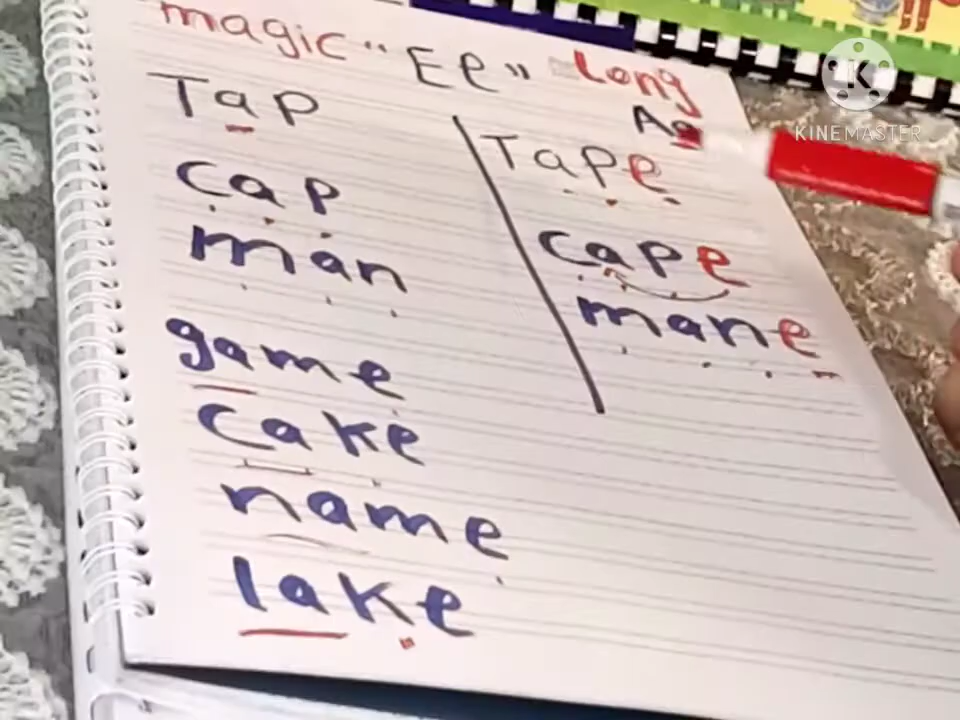 magic "Ee" Long
Aa
Tap Tape
cap cape
man mane
game
cake
name
lake
KINEMASTER